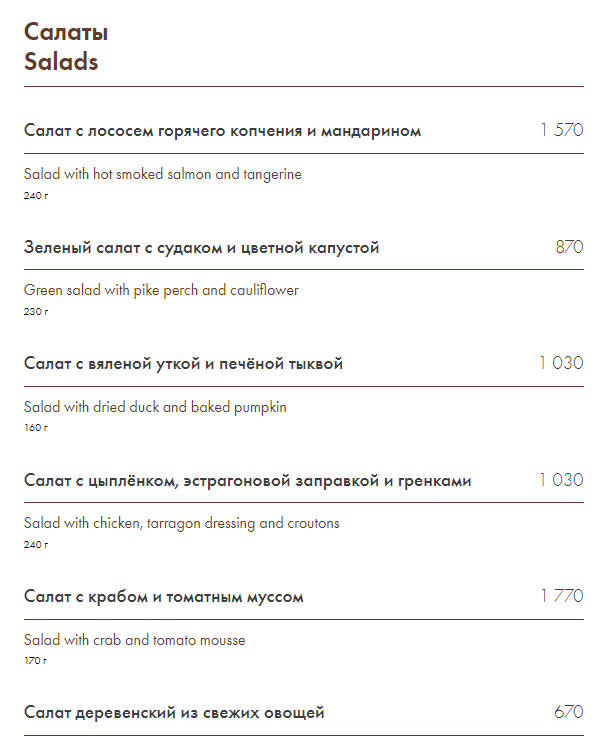 Салаты
Salads
Салат с лососем горячего копчения и мандарином 1 570
Salad with hot smoked salmon and tangerine
240 г
Зеленый салат с судаком и цветной капустой 870
Green salad with pike perch and cauliflower
230 г
Салат с вяленой уткой и печёной тыквой 1 030
Salad with dried duck and baked pumpkin
160 г
Салат с цыплёнком, эстрагоновой заправкой и гренками 1 030
Salad with chicken, tarragon dressing and croutons
240 г
Салат с крабом и томатным муссом 1 770
Salad with crab and tomato mousse
170 г
Салат деревенский из свежих овощей 670